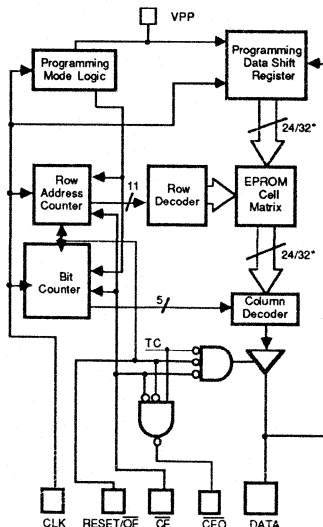 VPP
Programming
Mode Logic
Programming
Data Shift
Register
24/32*
Row
Address
Counter
11
Row
Decoder
EPROM
Cell
Matrix
24/32*
Bit
Counter
5
Column
Decoder
TC
CLK
RESET/OE
CE
CEO
DATA